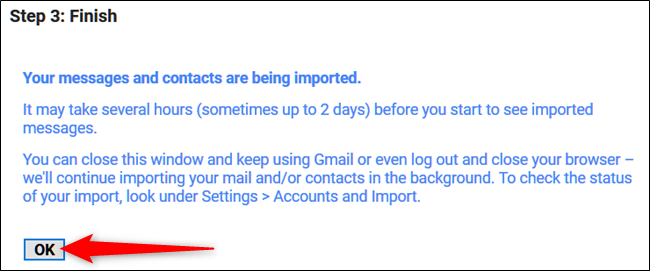 Step 3: Finish
Your messages and contacts are being imported.
It may take several hours (sometimes up to 2 days) before you start to see imported
messages.
You can close this window and keep using Gmail or even log out and close your browser –
we'll continue importing your mail and/or contacts in the background. To check the status
of your import, look under Settings > Accounts and Import.
OK